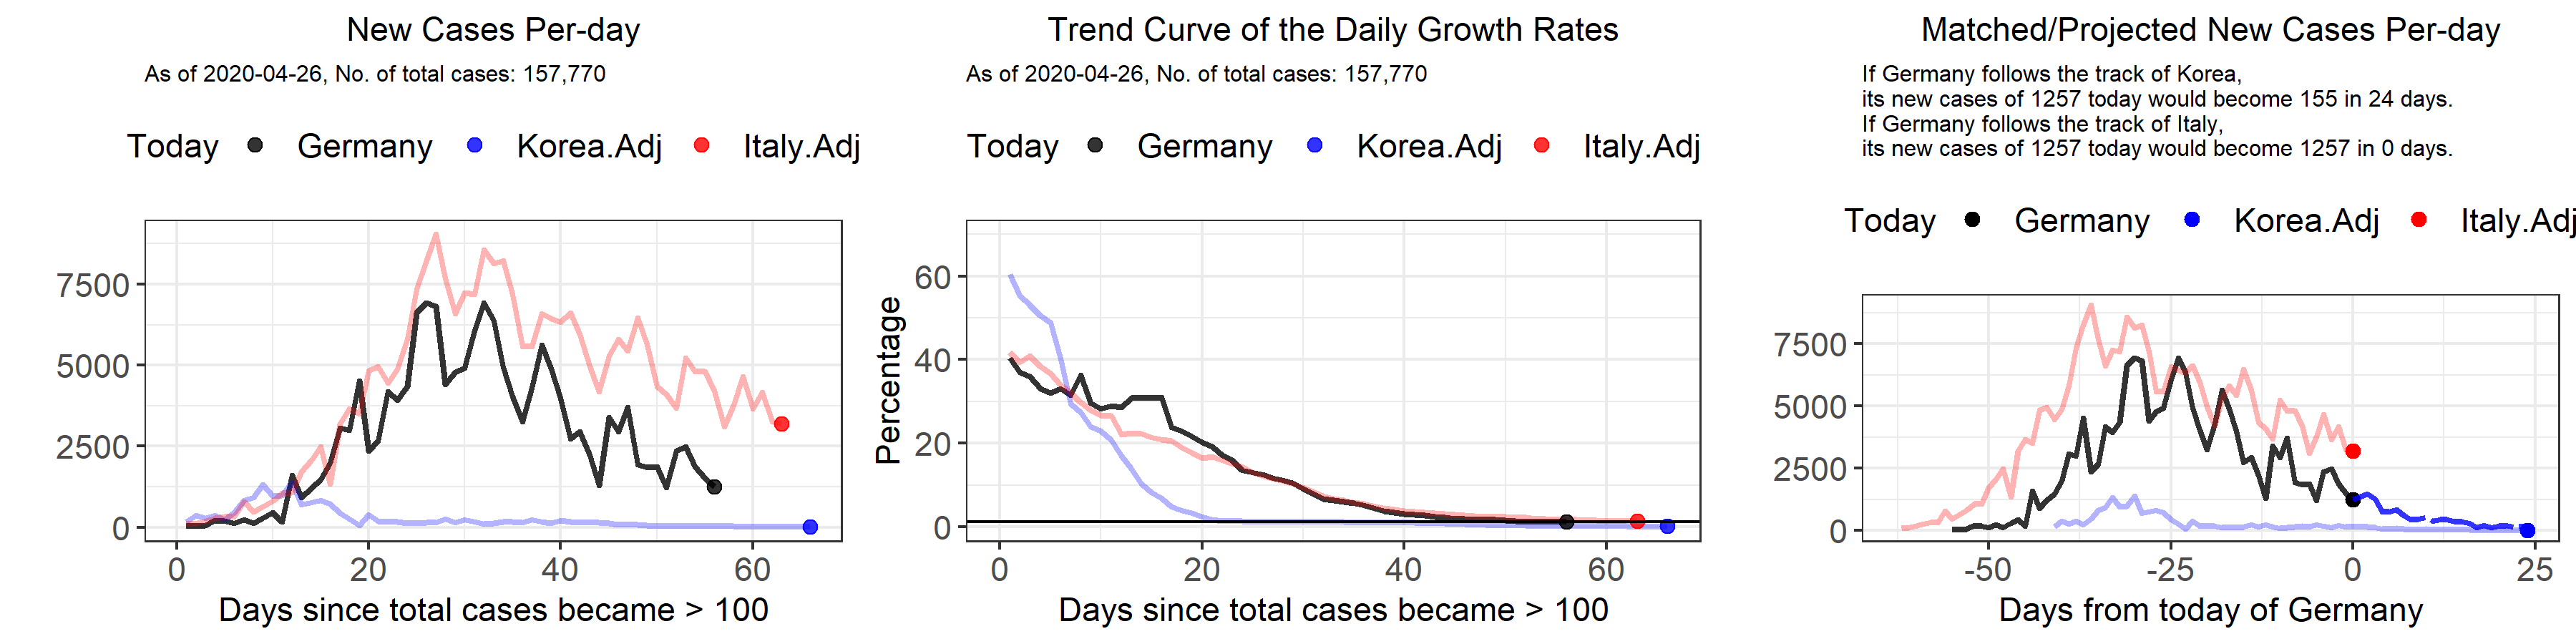 New Cases Per-day
As of 2020-04-26, No. of total cases: 157,770
Today Germany Korea.Adj Italy.Adj
7500
5000
2500
0
0 20 40 60
Days since total cases became > 100
Trend Curve of the Daily Growth Rates
As of 2020-04-26, No. of total cases: 157,770
Today Germany Korea.Adj Italy.Adj
Percentage
60
40
20
0
0 20 40 60
Days since total cases became > 100
Matched/Projected New Cases Per-day
If Germany follows the track of Korea,
its new cases of 1257 today would become 155 in 24 days.
If Germany follows the track of Italy,
its new cases of 1257 today would become 1257 in 0 days.
Today Germany Korea.Adj Italy.Adj
7500
5000
2500
0
-50 -25 0 25
Days from today of Germany